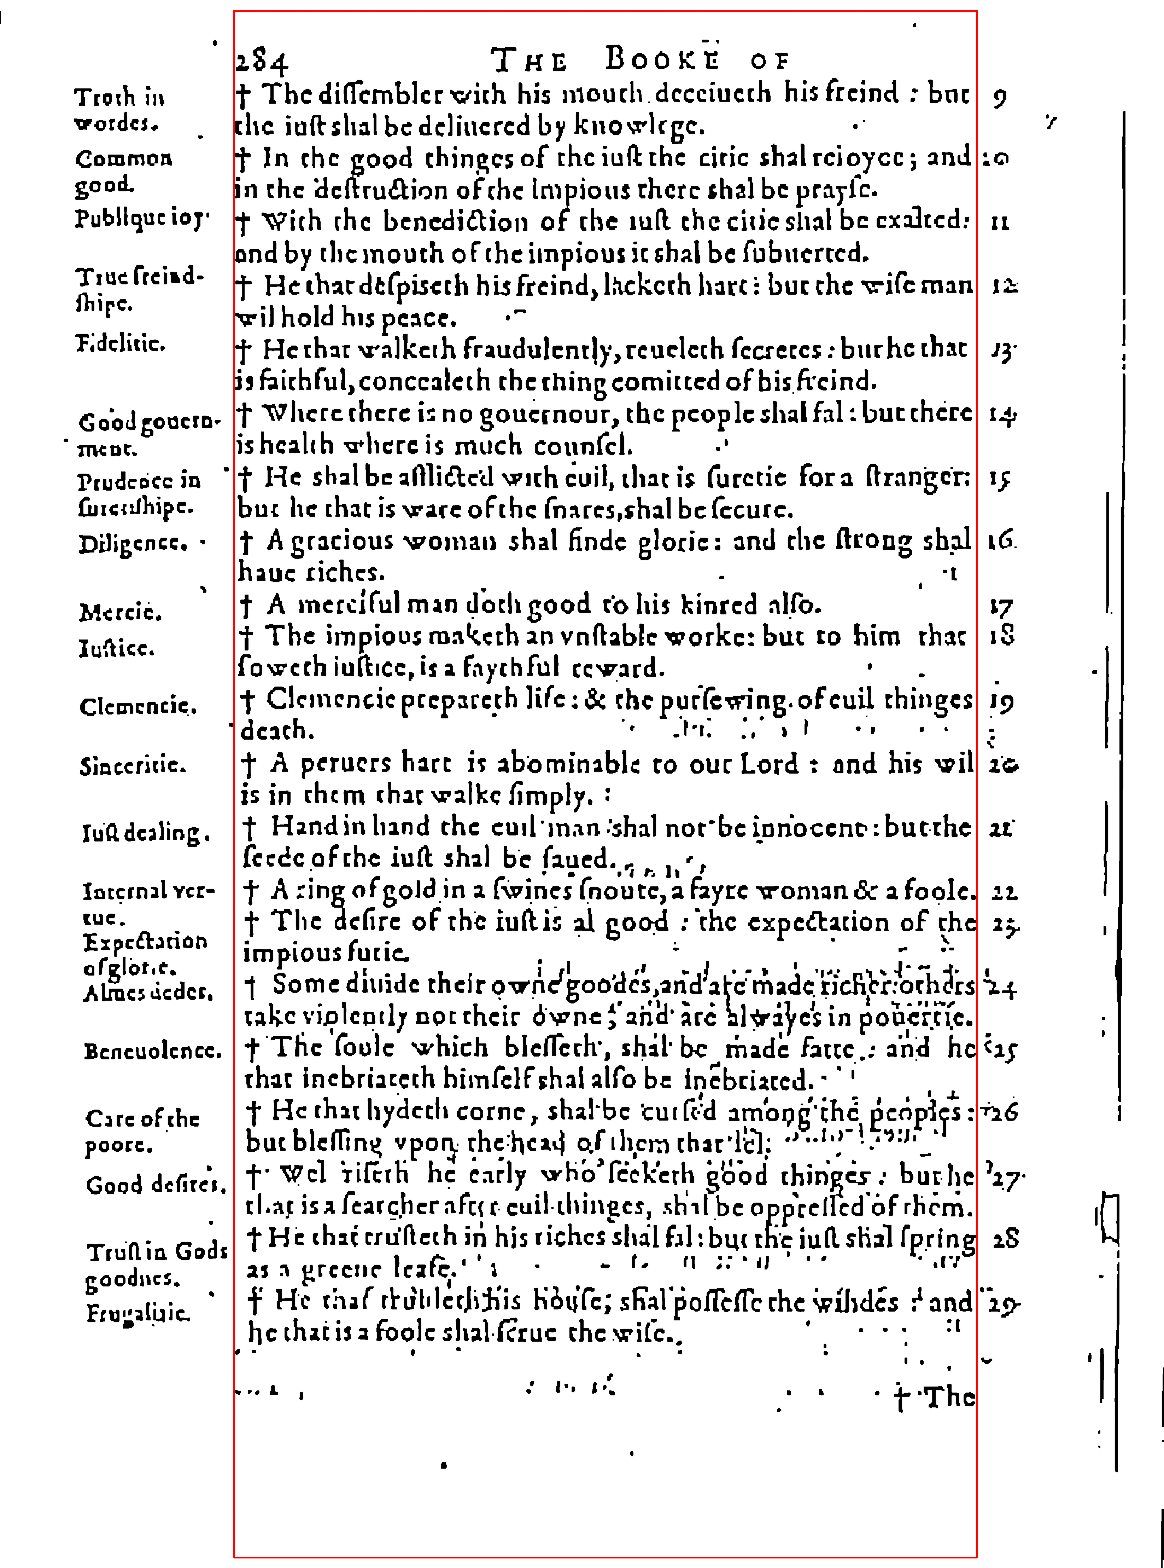 284 THE BOOKE OF
Troth in
wordes.
† The dissembler with his mouth deceiueth his freind : but 9
the iust shal be deliuered by knowlege.
Common
good.
† In the good thinges of the iust the citie shal reioyce; and 10
in the destruction of the impious there shal be prayse.
Publique ioy.
† With the benediction of the iust the citie shal be exalted: 11
and by the mouth of the impious it shal be subuerted.
True freind-
shipe.
† He that despiseth his freind, lacketh hart: but the wise man 12
wil hold his peace.
Fidelitie.
† He that walketh fraudulently, reueleth secretes: but he that 13
is faithful, concealeth the thing comitted of his freind.
Good gouern-
ment.
† Where there is no gouernour, the people shal fal: but there 14
is health where is much counsel.
Prudence in
suretishipe.
† He shal be afflicted with euil, that is suretie for a stranger: 15
but he that is ware of the snares, shal be secure.
Diligence.
† A gracious woman shal finde glorie: and the strong shal 16
haue riches.
Mercie.
† A merciful man doth good to his kinred also. 17
Iustice.
† The impious maketh an vnstable worke: but to him that 18
soweth iustice, is a faythful reward.
Clemencie.
† Clemencie prepareth life: & the pursewing of euil thinges 19
death.
Sinceritie.
† A peruers hart is abominable to our Lord : and his wil 20
is in them that walke simply.
Iust dealing.
† Hand in hand the euil man shal not be innocent: but the 21
seede of the iust shal be saued.
Internal ver-
tue.
† A ring of gold in a swines snoute, a fayre woman & a foole. 22
Expectation
of glorie.
† The desire of the iust is al good : the expectation of the 23
impious furie.
Almes dedes.
† Some diuide their owne goodes, and are made richer: others 24
take violently not their owne; and are alwayes in pouertie.
Beneuolence.
† The soule which blesseth, shal be made fatte : and he 25
that inebriateth himself shal also be inebriated.
Care of the
poore.
† He that hydeth corne, shal be cursed among the peoples: 26
but blessing vpon the head of them that sel.
Good desires.
† Wel riseth he early who seeketh good thinges: but he 27
that is a searcher after euil thinges, shal be oppressed of them.
Trust in Gods
goodnes.
† He that trusteth in his riches shal fal: but the iust shal spring 28
as a greene leafe.
Frugalitie.
† He that trubleth his house, shal possesse the windes : and 29
he that is a foole shal serue the wise.
† The